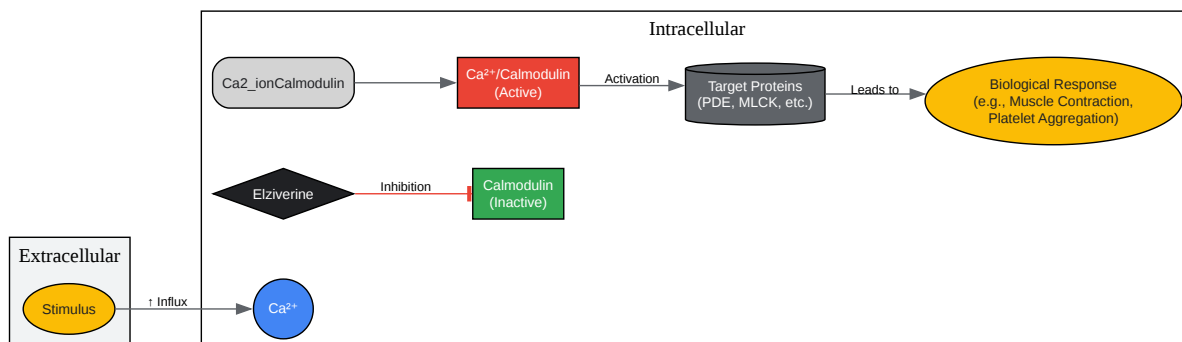 Intracellular
Ca2_ionCalmodulin
Ca²⁺/Calmodulin
(Active)
Activation
Target Proteins
(PDE, MLCK, etc.)
Leads to
Biological Response
(e.g., Muscle Contraction,
Platelet Aggregation)
Elziverine
Inhibition
Calmodulin
(Inactive)
Extracellular
Stimulus
↑ Influx
Ca²⁺